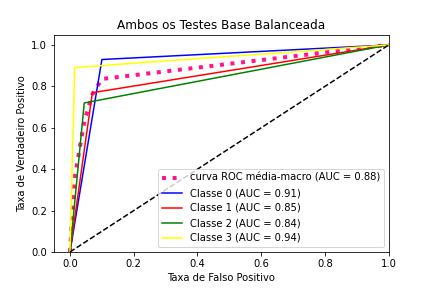 Ambos os Testes Base Balanceada
Taxa de Verdadeiro Positivo
1.0
0.8
0.6
0.4
0.2
0.0
curva ROC média-macro (AUC = 0.88)
Classe 0 (AUC = 0.91)
Classe 1 (AUC = 0.85)
Classe 2 (AUC = 0.84)
Classe 3 (AUC = 0.94)
0.0 0.2 0.4 0.6 0.8 1.0
Taxa de Falso Positivo